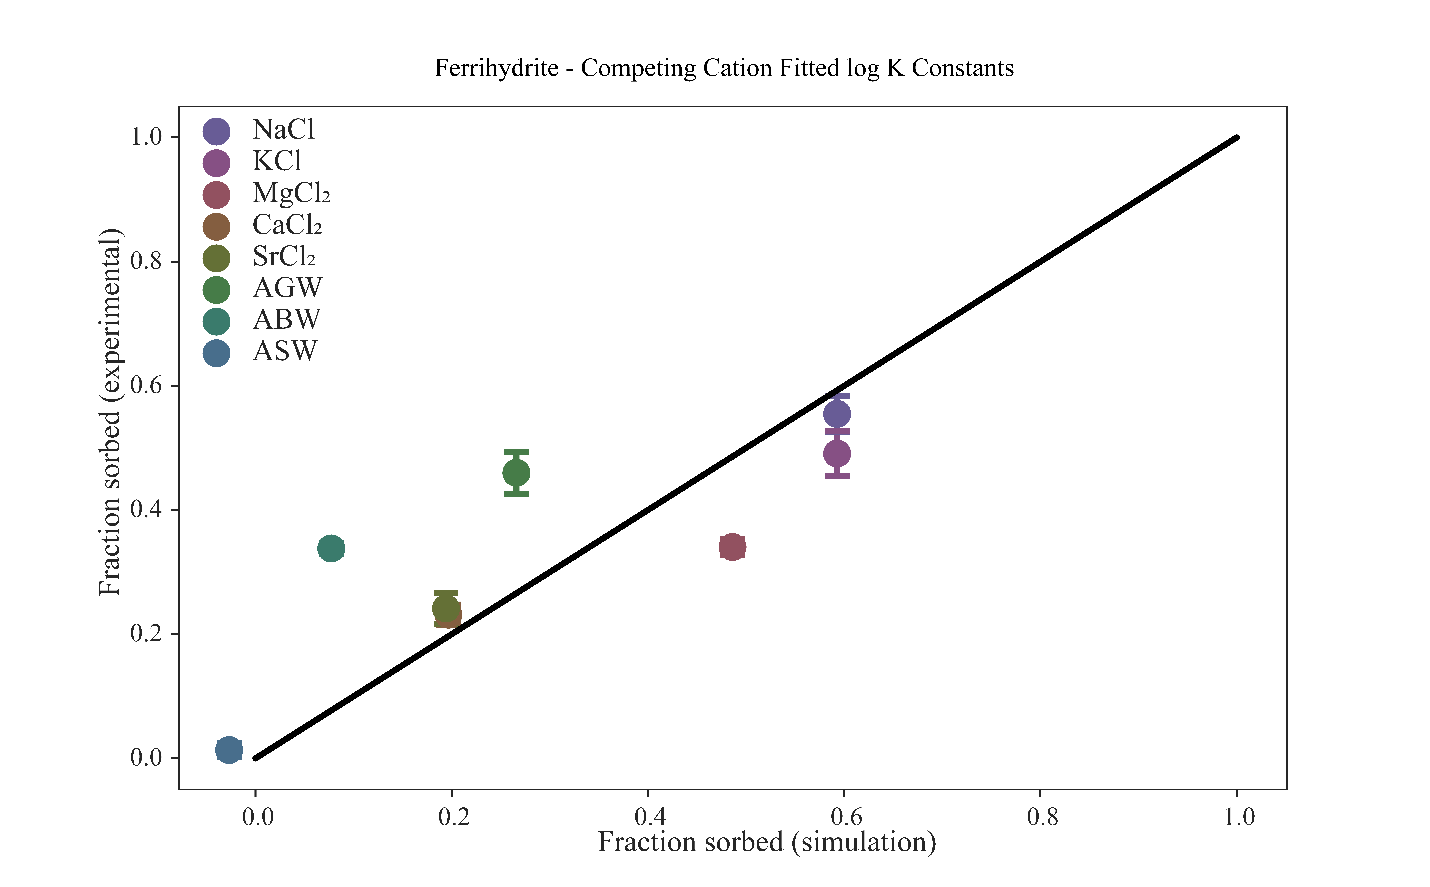 Ferrihydrite - Competing Cation Fitted log K Constants
NaCl
KCl
MgCl₂
CaCl₂
SrCl₂
AGW
ABW
ASW
Fraction sorbed (experimental)
1.0
0.8
0.6
0.4
0.2
0.0
0.0 0.2 0.4 0.6 0.8 1.0
Fraction sorbed (simulation)